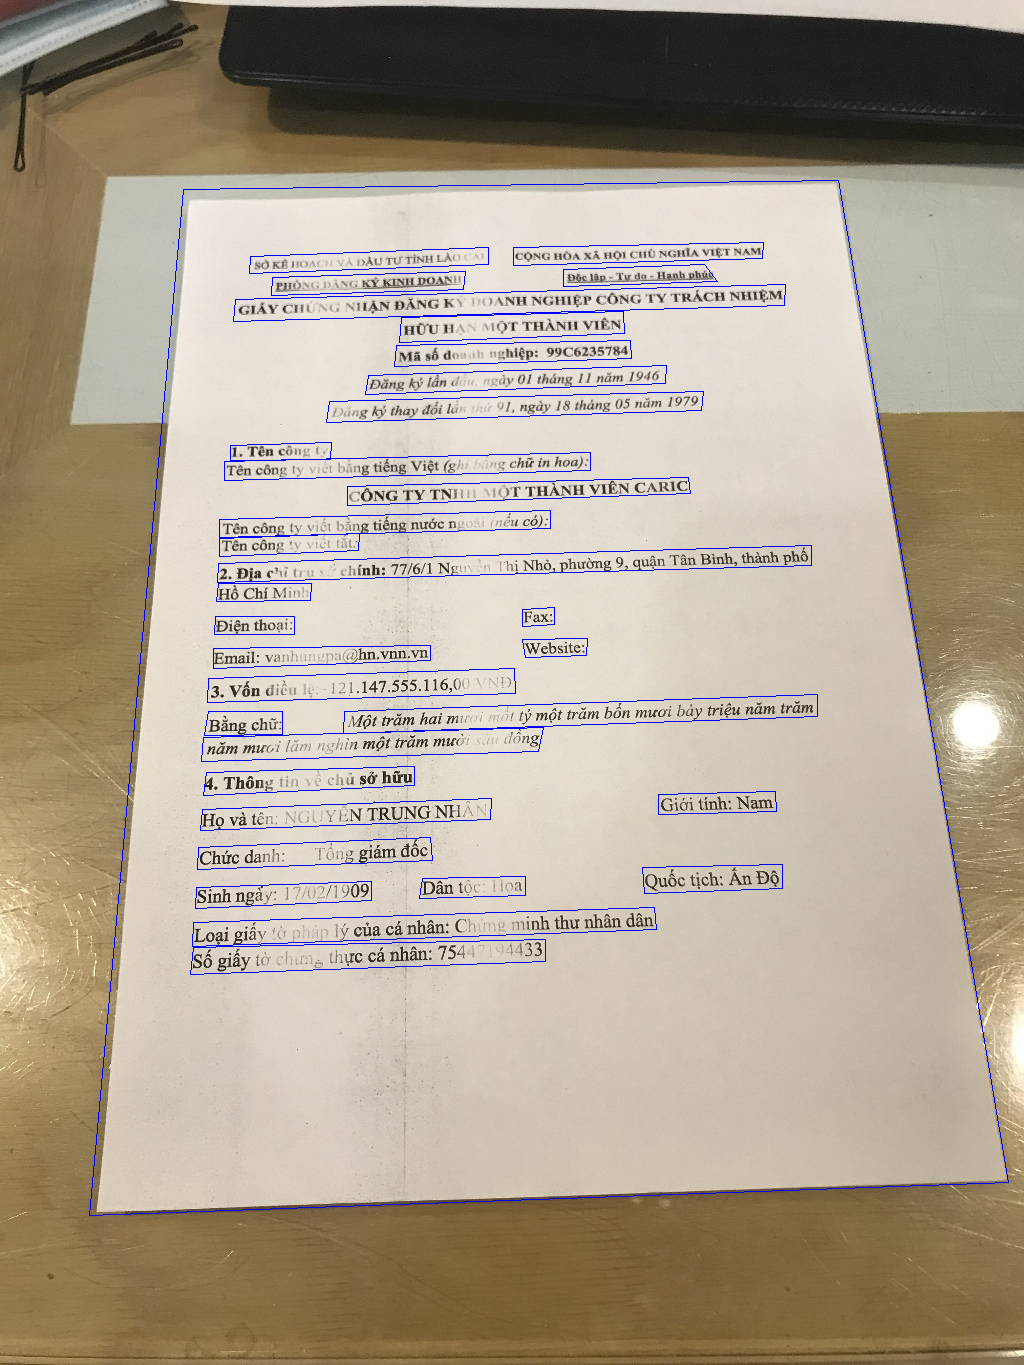 SỞ KẾ HOẠCH VÀ ĐẦU TƯ TỈNH LÀO CAI
CỘNG HÒA XÃ HỘI CHỦ NGHĨA VIỆT NAM
PHÒNG ĐĂNG KÝ KINH DOANH
Độc lập - Tự do - Hạnh phúc
GIẤY CHỨNG NHẬN ĐĂNG KÝ DOANH NGHIỆP CÔNG TY TRÁCH NHIỆM
HỮU HẠN MỘT THÀNH VIÊN
Mã số doanh nghiệp: 99C6235784
Đăng ký lần đầu, ngày 01 tháng 11 năm 1946
Đăng ký thay đổi lần thứ 91, ngày 18 tháng 05 năm 1979
1. Tên công ty
Tên công ty viết bằng tiếng Việt (ghi bằng chữ in hoa):
CÔNG TY TNHH MỘT THÀNH VIÊN CARIC
Tên công ty viết bằng tiếng nước ngoài (nếu có):
Tên công ty viết tắt:
2. Địa chỉ trụ sở chính: 77/6/1 Nguyễn Thị Nhỏ, phường 9, quận Tân Bình, thành phố
Hồ Chí Minh
Điện thoại:
Fax:
Email: vanhungpa@hn.vnn.vn
Website:
3. Vốn điều lệ: 121.147.555.116,00 VNĐ
Bằng chữ: Một trăm hai mươi mốt tỷ một trăm bốn mươi bảy triệu năm trăm
năm mươi lăm nghìn một trăm mười sáu đồng
4. Thông tin về chủ sở hữu
Họ và tên: NGUYỄN TRUNG NHÂN
Giới tính: Nam
Chức danh: Tổng giám đốc
Sinh ngày: 17/02/1909
Dân tộc: Hoa
Quốc tịch: Ấn Độ
Loại giấy tờ pháp lý của cá nhân: Chứng minh thư nhân dân
Số giấy tờ chứng thực cá nhân: 75447194433